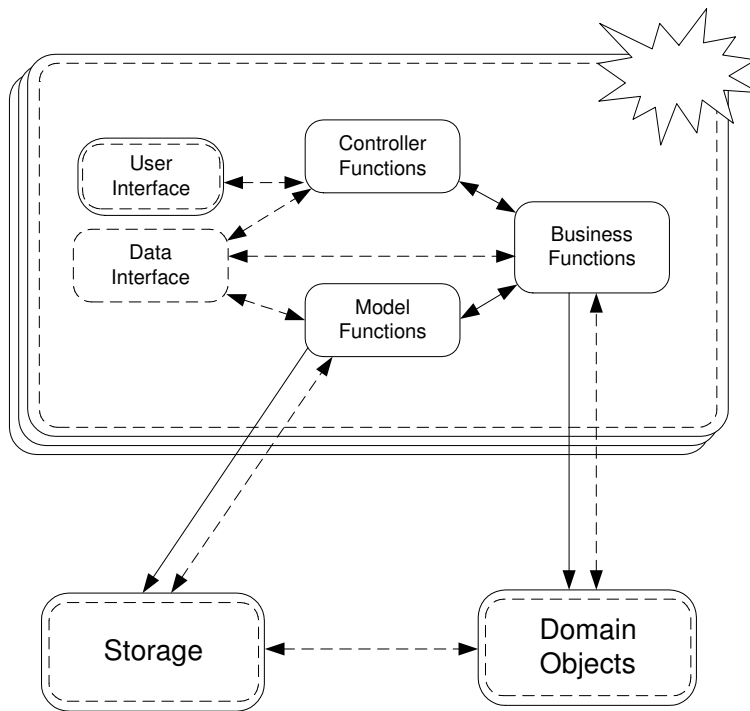 Controller
Functions
User
Interface
Data
Interface
Business
Functions
Model
Functions
Storage
Domain
Objects